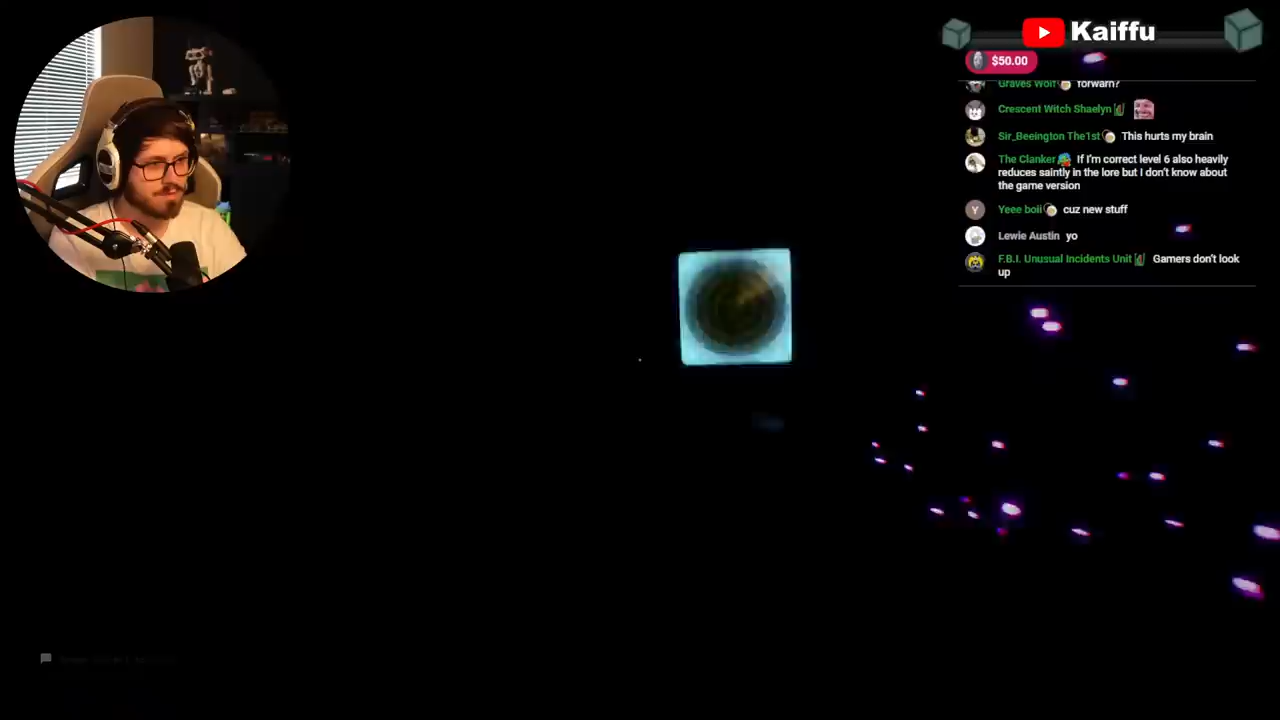 Kaiffu
$50.00
Graves Wolf forwarn?
Crescent Witch Shaelyn
Sir_Beeington The1st This hurts my brain
The Clanker If I'm correct level 6 also heavily
reduces saintly in the lore but I don't know about
the game version
Y Yeee boii cuz new stuff
Lewie Austin yo
F.B.I. Unusual Incidents Unit Gamers don't look
up